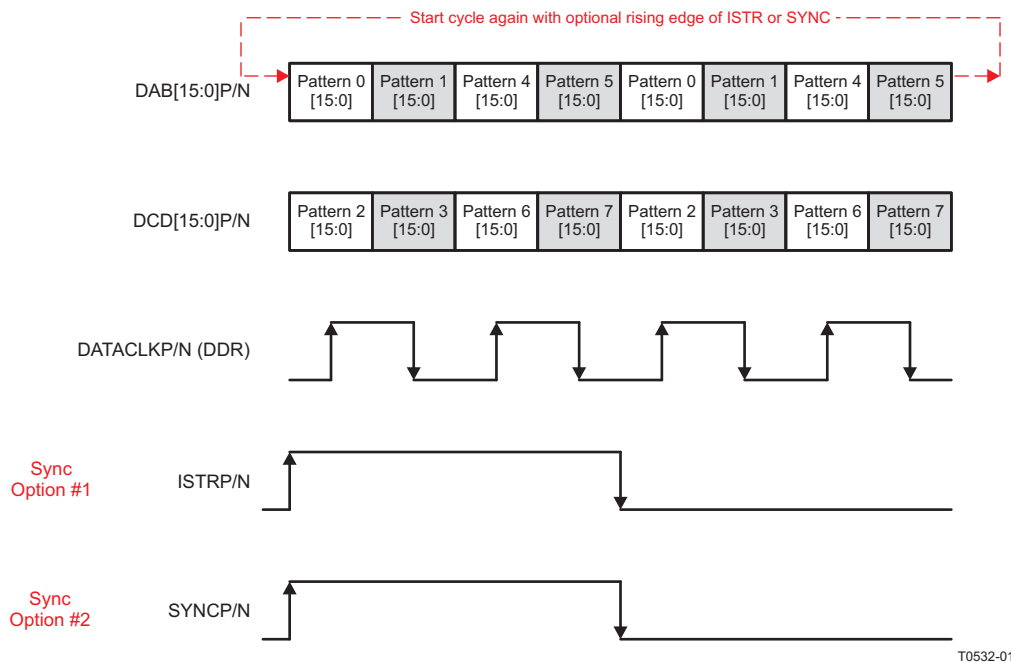 Start cycle again with optional rising edge of ISTR or SYNC
DAB[15:0]P/N
Pattern 0 [15:0]
Pattern 1 [15:0]
Pattern 4 [15:0]
Pattern 5 [15:0]
Pattern 0 [15:0]
Pattern 1 [15:0]
Pattern 4 [15:0]
Pattern 5 [15:0]
DCD[15:0]P/N
Pattern 2 [15:0]
Pattern 3 [15:0]
Pattern 6 [15:0]
Pattern 7 [15:0]
Pattern 2 [15:0]
Pattern 3 [15:0]
Pattern 6 [15:0]
Pattern 7 [15:0]
DATACLKP/N (DDR)
Sync
Option #1
ISTRP/N
Sync
Option #2
SYNCP/N
T0532-01